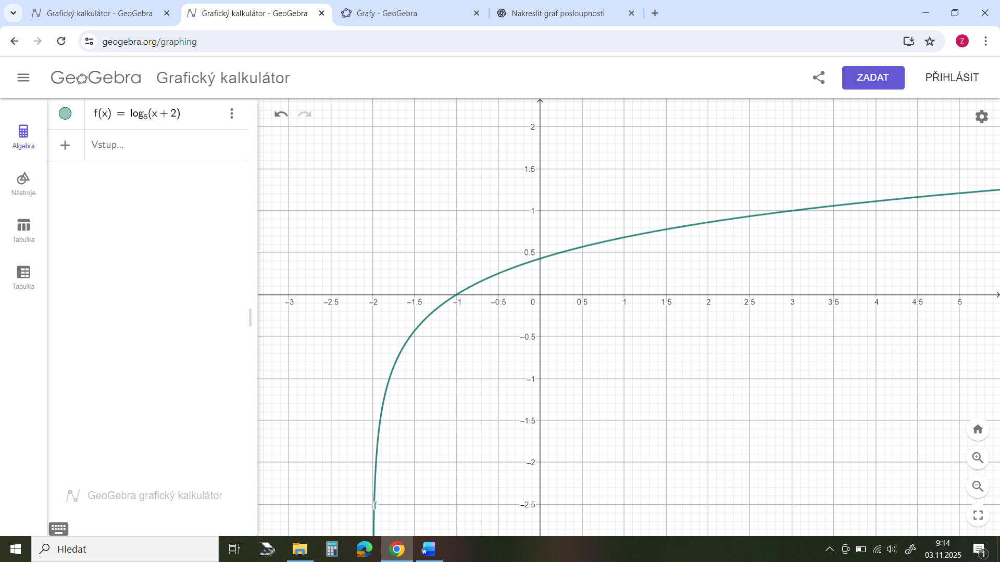 Grafický kalkulátor - GeoGebra
Grafický kalkulátor - GeoGebra
Grafy - GeoGebra
Nakreslit graf posloupnosti
geogebra.org/graphing
Z
GeoGebra
Grafický kalkulátor
ZADAT
PŘIHLÁSIT
f(x) = log₅(x + 2)
Vstup...
Algebra
Nástroje
Tabulka
Tabulka
2
1.5
1
0.5
–3 –2.5 –2 –1.5 –1 –0.5 0 0.5 1 1.5 2 2.5 3 3.5 4 4.5 5
–0.5
–1
–1.5
–2
–2.5
f
GeoGebra grafický kalkulátor
Hledat
9:14
03.11.2025
1